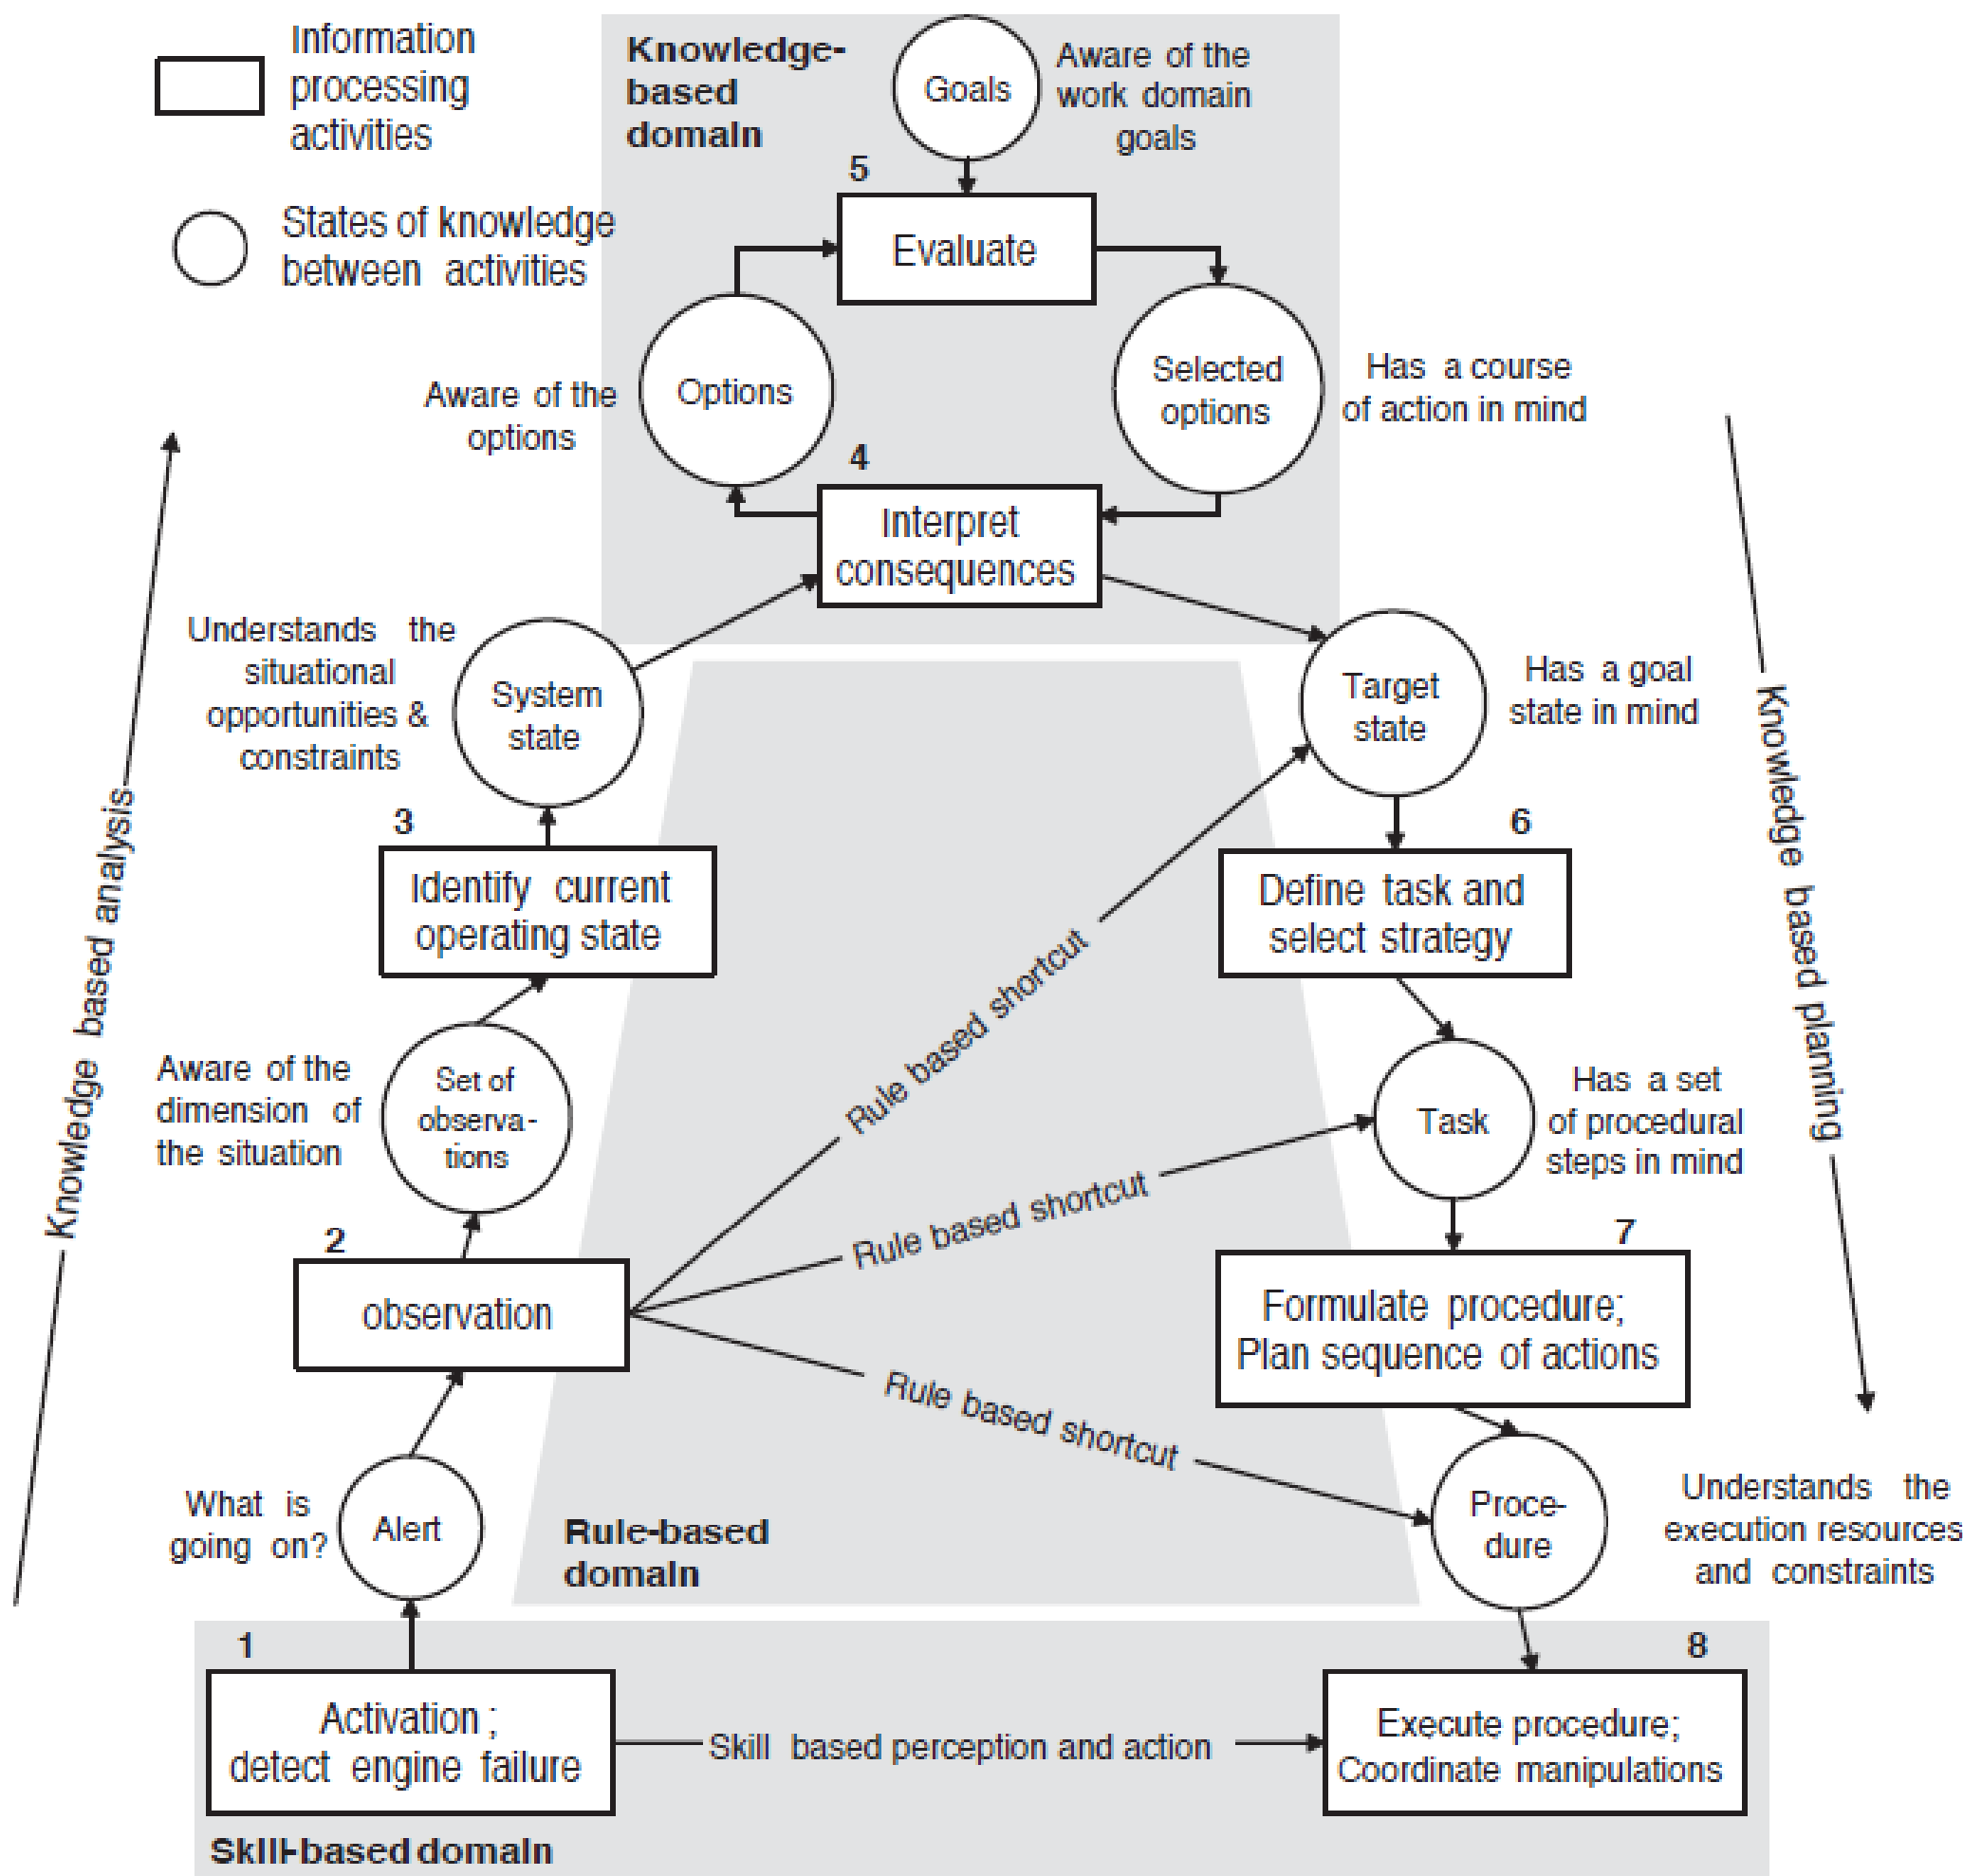 Information
processing
activities
States of knowledge
between activities
Knowledge-
based
domain
Goals
Aware of the
work domain
goals
5
Evaluate
Options
Aware of the
options
Selected
options
Has a course
of action in mind
4
Interpret
consequences
Understands the
situational
opportunities &
constraints
System
state
Target
state
Has a goal
state in mind
3
Identify current
operating state
6
Define task and
select strategy
Knowledge based analysis
Knowledge based planning
Aware of the
dimension of
the situation
Set of
observa-
tions
Rule based shortcut
Task
Has a set
of procedural
steps in mind
2
observation
Rule based shortcut
7
Formulate procedure;
Plan sequence of actions
Rule based shortcut
What is
going on?
Alert
Rule-based
domain
Proce-
dure
Understands the
execution resources
and constraints
1
Activation ;
detect engine failure
Skill based perception and action
8
Execute procedure;
Coordinate manipulations
Skill-based domain